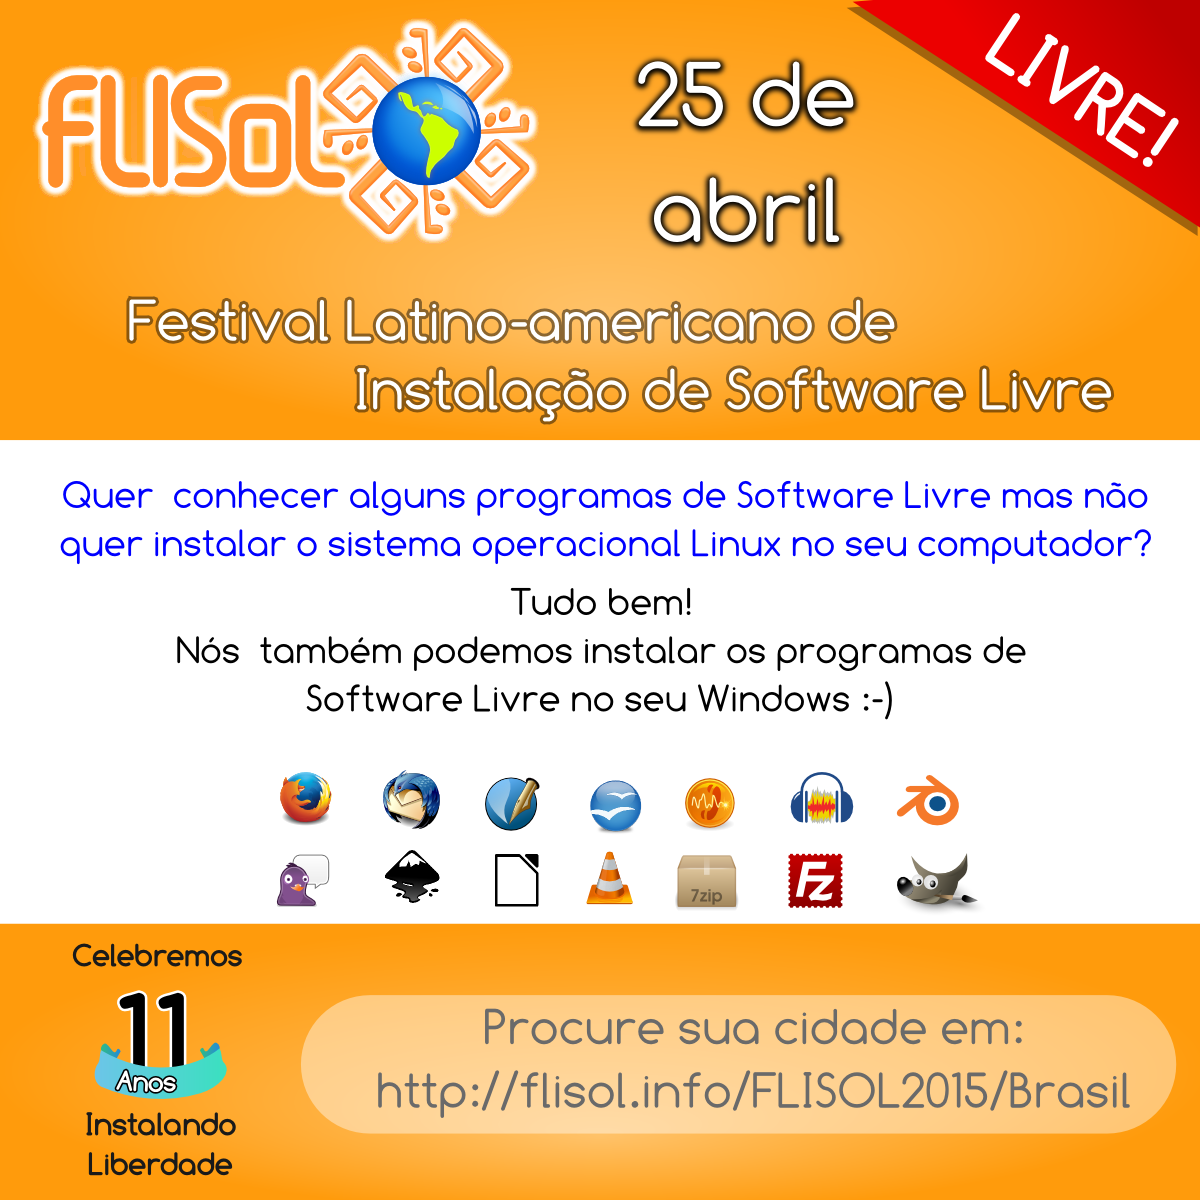 FLISoL
25 de
abril
LIVRE!
Festival Latino-americano de
Instalação de Software Livre
Quer conhecer alguns programas de Software Livre mas não
quer instalar o sistema operacional Linux no seu computador?
Tudo bem!
Nós também podemos instalar os programas de
Software Livre no seu Windows :-)
7zip
Fz
Celebremos
11
Anos
Instalando
Liberdade
Procure sua cidade em:
http://flisol.info/FLISOL2015/Brasil